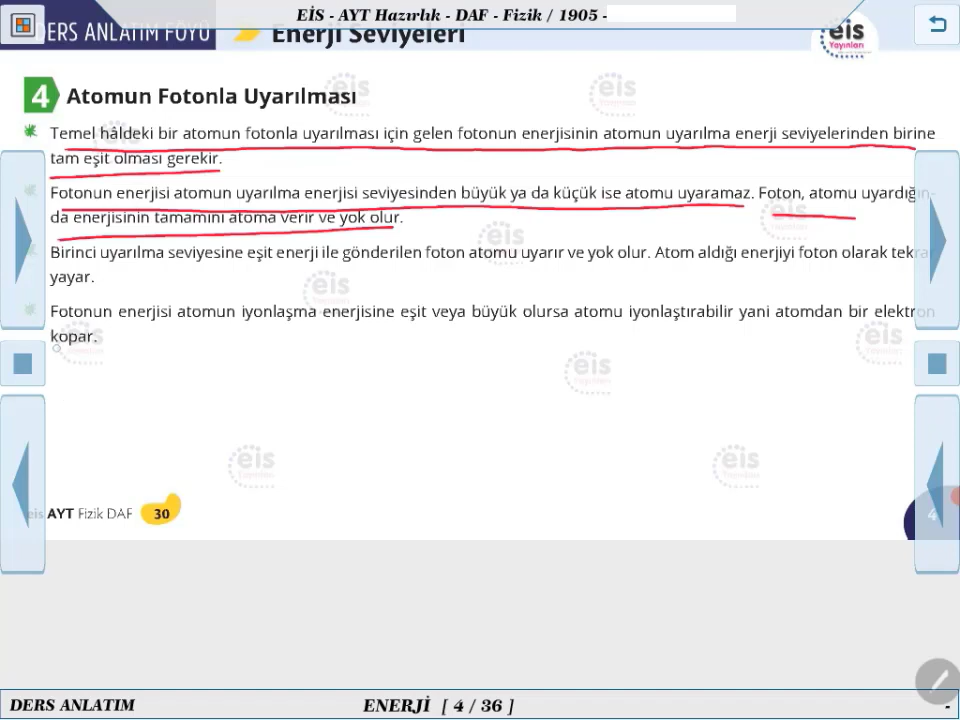 EİS - AYT Hazırlık - DAF - Fizik / 1905 -
DERS ANLATIM FÖYÜ
Enerji Seviyeleri
eis
Yayınları
4 Atomun Fotonla Uyarılması
Temel hâldeki bir atomun fotonla uyarılması için gelen fotonun enerjisinin atomun uyarılma enerji seviyelerinden birine
tam eşit olması gerekir.
Fotonun enerjisi atomun uyarılma enerjisi seviyesinden büyük ya da küçük ise atomu uyaramaz. Foton, atomu uyardığın-
da enerjisinin tamamını atoma verir ve yok olur.
Birinci uyarılma seviyesine eşit enerji ile gönderilen foton atomu uyarır ve yok olur. Atom aldığı enerjiyi foton olarak tekrar
yayar.
Fotonun enerjisi atomun iyonlaşma enerjisine eşit veya büyük olursa atomu iyonlaştırabilir yani atomdan bir elektron
kopar.
eis AYT Fizik DAF 30
4
DERS ANLATIM
ENERJİ [ 4 / 36 ]
-